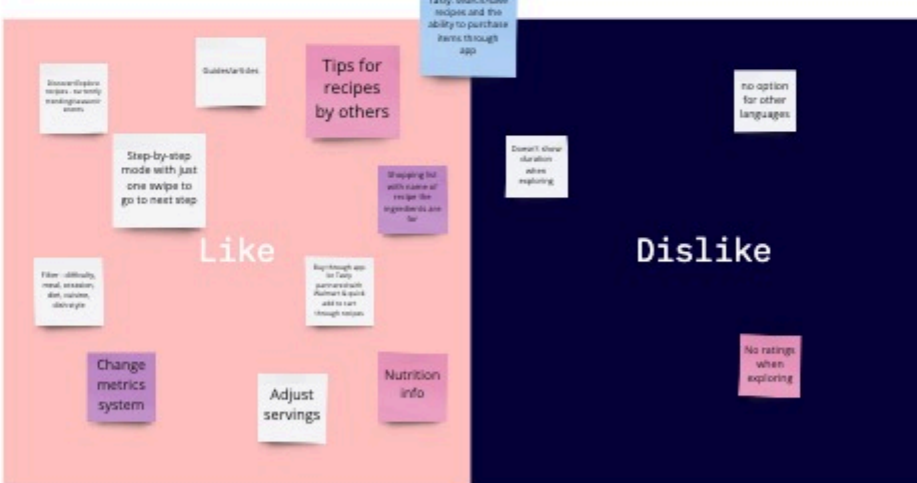 recipes and the
ability to purchase
items through
app
Discover/Explore
recipes - currently
trending/seasonal
events
Guides/articles
Tips for
recipes
by others
Step-by-step
mode with just
one swipe to
go to next step
Shopping list
with name of
recipe the
ingredients are
for
Like
Filter - difficulty,
meal, occasion,
diet, cuisine,
dish style
Buy through app
Tasty
partnered with
Walmart & quick
add to cart
through recipes
Change
metrics
system
Adjust
servings
Nutrition
info
no option
for other
languages
Doesn't show
duration
when
exploring
Dislike
No ratings
when
exploring